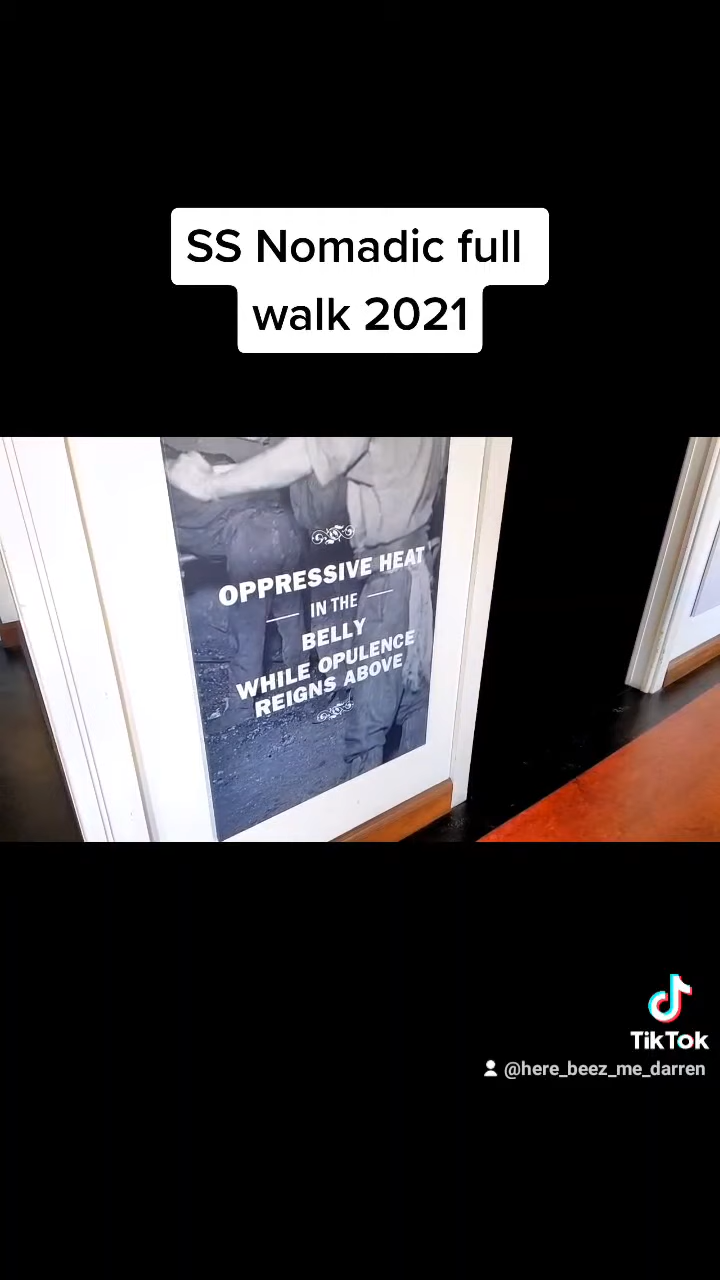 SS Nomadic full
walk 2021
OPPRESSIVE HEAT
IN THE
BELLY
WHILE OPULENCE
REIGNS ABOVE
TikTok
@here_beez_me_darren